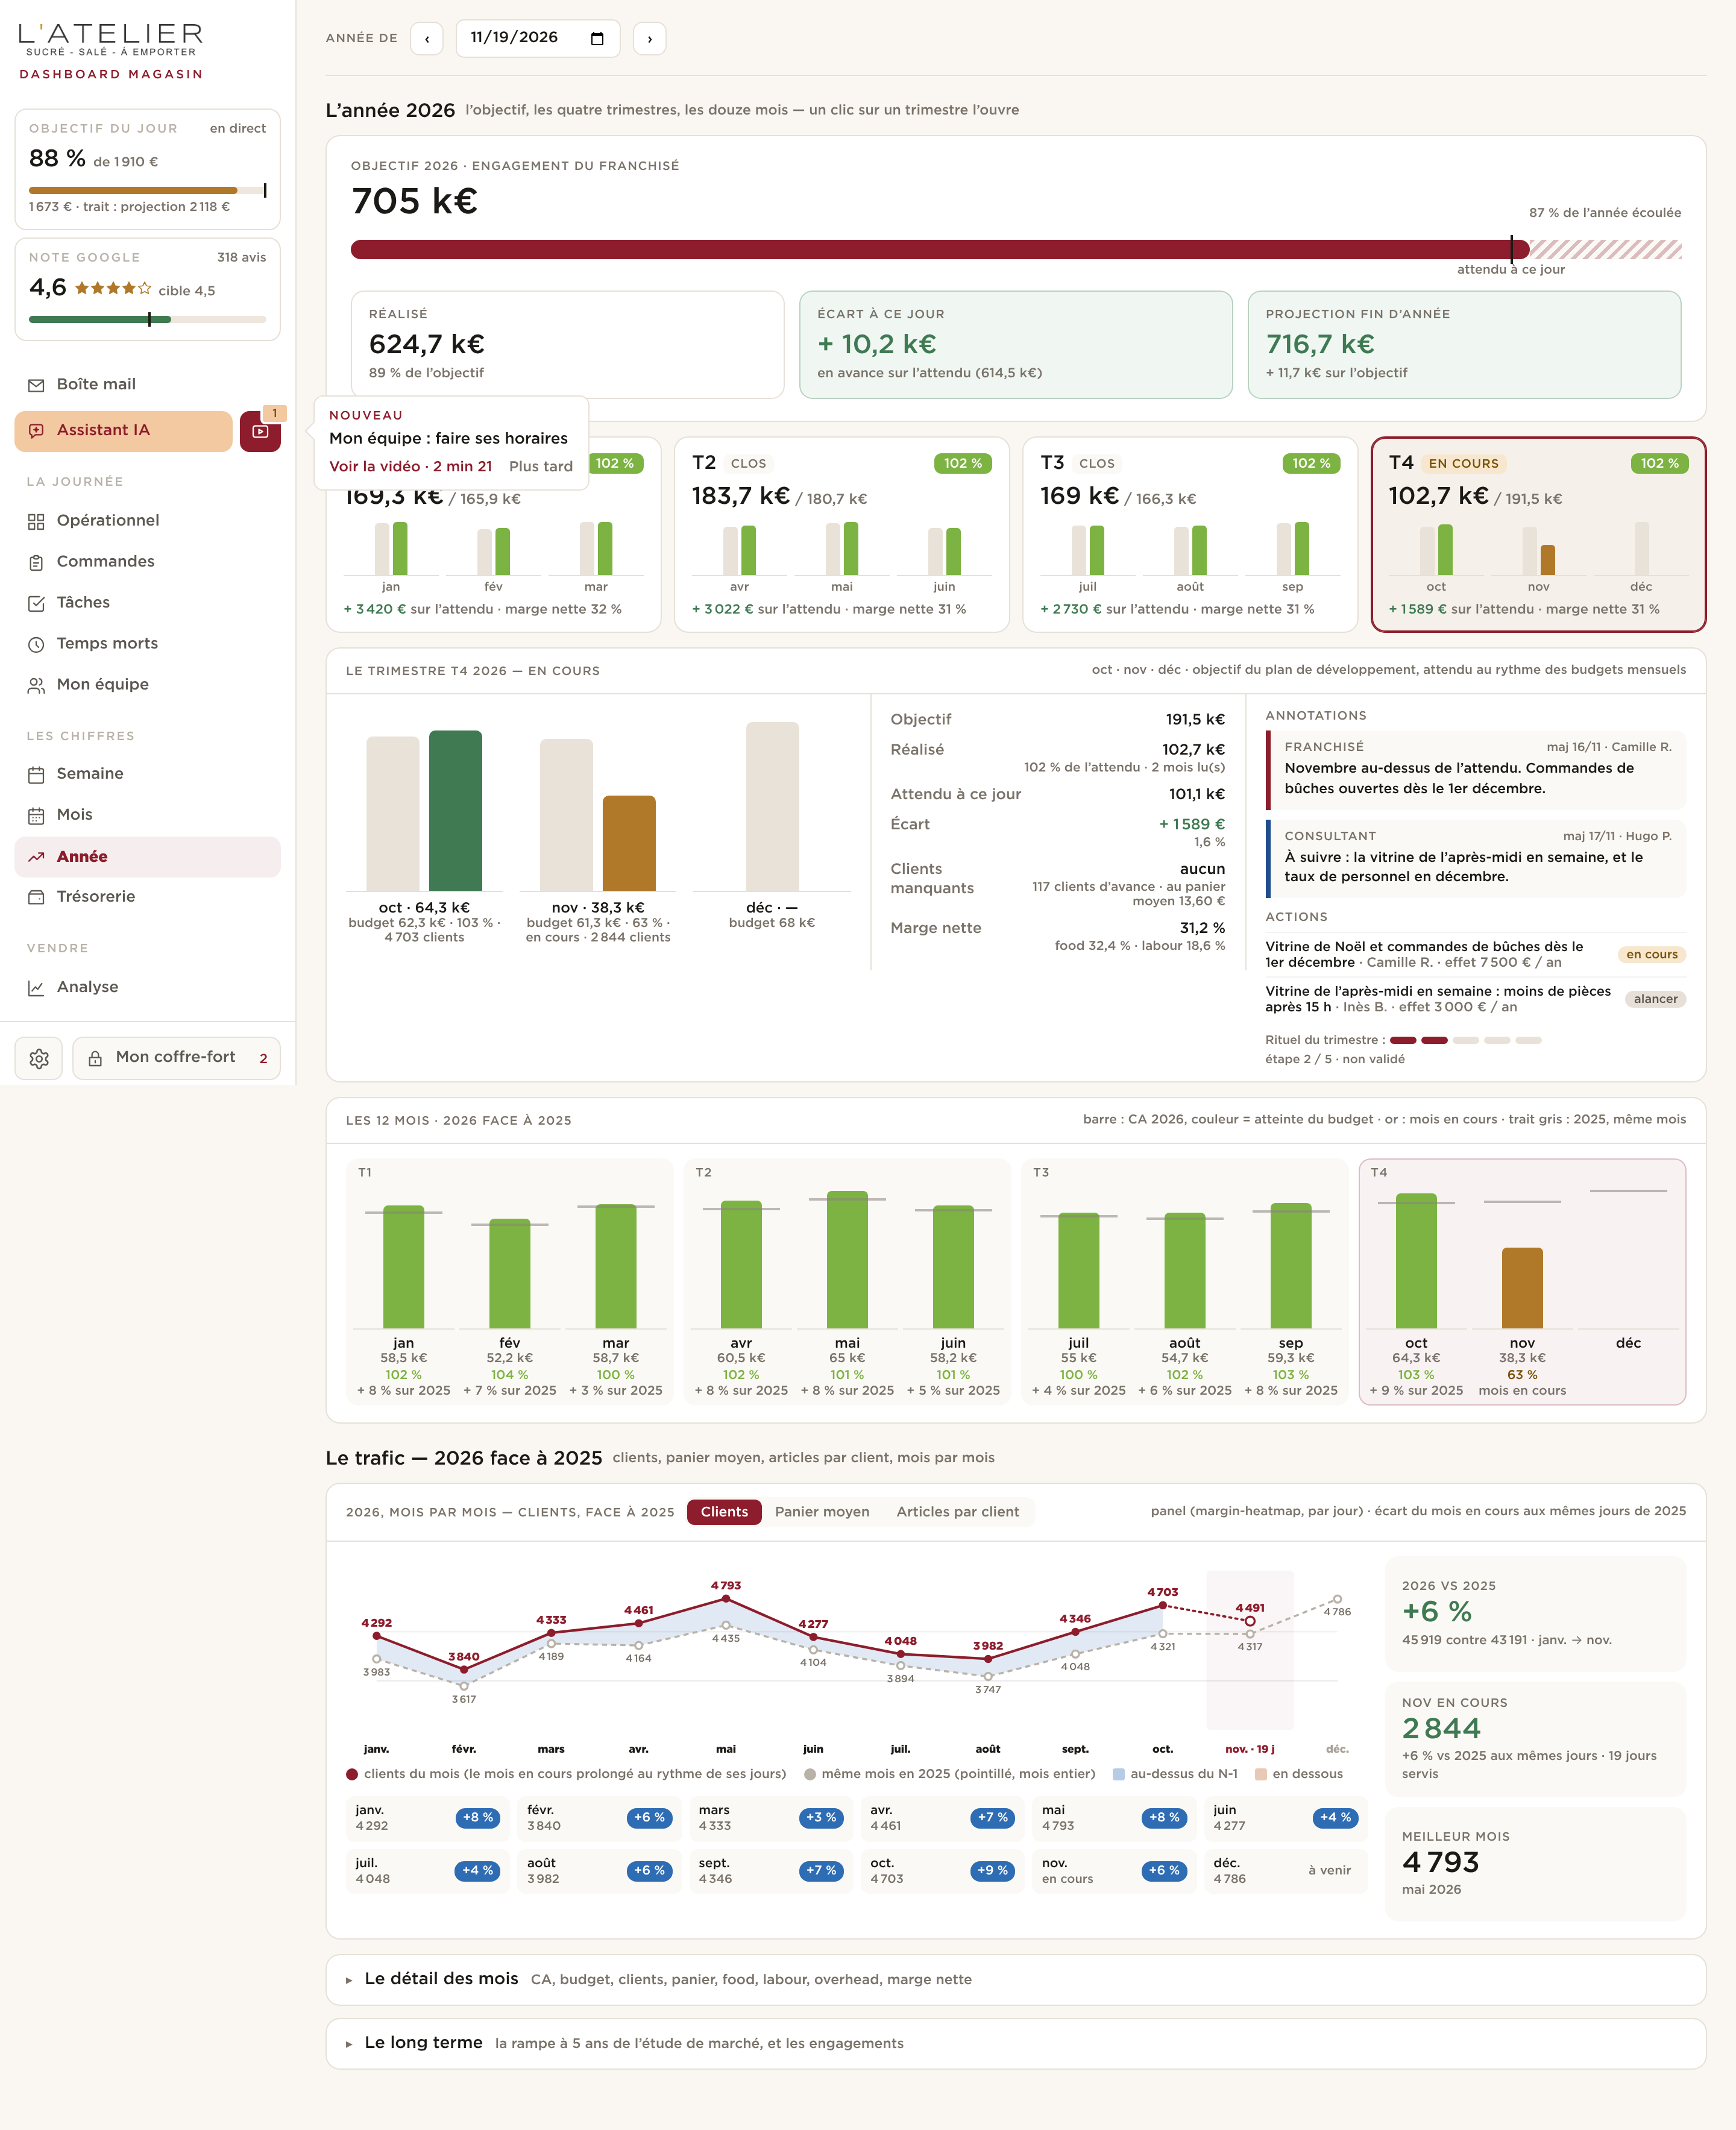 L'ATELIER
SUCRÉ - SALÉ - À EMPORTER
DASHBOARD MAGASIN
OBJECTIF DU JOUR en direct
88 % de 1 910 €
1 673 € · trait : projection 2 118 €
NOTE GOOGLE 318 avis
4,6 cible 4,5
Boîte mail
Assistant IA 1
LA JOURNÉE
Opérationnel
Commandes
Tâches
Temps morts
Mon équipe
LES CHIFFRES
Semaine
Mois
Année
Trésorerie
VENDRE
Analyse
Mon coffre-fort 2
ANNÉE DE ‹ 11/19/2026 ›
L'année 2026 l'objectif, les quatre trimestres, les douze mois — un clic sur un trimestre l'ouvre
OBJECTIF 2026 · ENGAGEMENT DU FRANCHISÉ
705 k€
87 % de l'année écoulée
attendu à ce jour
RÉALISÉ
624,7 k€
89 % de l'objectif
ÉCART À CE JOUR
+ 10,2 k€
en avance sur l'attendu (614,5 k€)
PROJECTION FIN D'ANNÉE
716,7 k€
+ 11,7 k€ sur l'objectif
NOUVEAU
Mon équipe : faire ses horaires
Voir la vidéo · 2 min 21 Plus tard
102 %
169,3 k€ / 165,9 k€
jan fév mar
+ 3 420 € sur l'attendu · marge nette 32 %
T2 CLOS 102 %
183,7 k€ / 180,7 k€
avr mai juin
+ 3 022 € sur l'attendu · marge nette 31 %
T3 CLOS 102 %
169 k€ / 166,3 k€
juil août sep
+ 2 730 € sur l'attendu · marge nette 31 %
T4 EN COURS 102 %
102,7 k€ / 191,5 k€
oct nov déc
+ 1 589 € sur l'attendu · marge nette 31 %
LE TRIMESTRE T4 2026 — EN COURS oct · nov · déc · objectif du plan de développement, attendu au rythme des budgets mensuels
oct · 64,3 k€
budget 62,3 k€ · 103 % ·
4 703 clients
nov · 38,3 k€
budget 61,3 k€ · 63 % ·
en cours · 2 844 clients
déc · —
budget 68 k€
Objectif 191,5 k€
Réalisé 102,7 k€
102 % de l'attendu · 2 mois lu(s)
Attendu à ce jour 101,1 k€
Écart + 1 589 €
1,6 %
Clients manquants aucun
117 clients d'avance · au panier
moyen 13,60 €
Marge nette 31,2 %
food 32,4 % · labour 18,6 %
ANNOTATIONS
FRANCHISÉ maj 16/11 · Camille R.
Novembre au-dessus de l'attendu. Commandes de
bûches ouvertes dès le 1er décembre.
CONSULTANT maj 17/11 · Hugo P.
À suivre : la vitrine de l'après-midi en semaine, et le
taux de personnel en décembre.
ACTIONS
Vitrine de Noël et commandes de bûches dès le
1er décembre · Camille R. · effet 7 500 € / an en cours
Vitrine de l'après-midi en semaine : moins de pièces
après 15 h · Inès B. · effet 3 000 € / an alancer
Rituel du trimestre :
étape 2 / 5 · non validé
LES 12 MOIS · 2026 FACE À 2025 barre : CA 2026, couleur = atteinte du budget · or : mois en cours · trait gris : 2025, même mois
T1
jan fév mar
58,5 k€ 52,2 k€ 58,7 k€
102 % 104 % 100 %
+ 8 % sur 2025 + 7 % sur 2025 + 3 % sur 2025
T2
avr mai juin
60,5 k€ 65 k€ 58,2 k€
102 % 101 % 101 %
+ 8 % sur 2025 + 8 % sur 2025 + 5 % sur 2025
T3
juil août sep
55 k€ 54,7 k€ 59,3 k€
100 % 102 % 103 %
+ 4 % sur 2025 + 6 % sur 2025 + 8 % sur 2025
T4
oct nov déc
64,3 k€ 38,3 k€
103 % 63 %
+ 9 % sur 2025 mois en cours
Le trafic — 2026 face à 2025 clients, panier moyen, articles par client, mois par mois
2026, MOIS PAR MOIS — CLIENTS, FACE À 2025 Clients Panier moyen Articles par client panel (margin-heatmap, par jour) · écart du mois en cours aux mêmes jours de 2025
4 292 3 840 4 333 4 461 4 793 4 277 4 048 3 982 4 346 4 703 4 491
3 983 3 617 4 189 4 164 4 435 4 104 3 894 3 747 4 048 4 321 4 317 4 786
janv. févr. mars avr. mai juin juil. août sept. oct. nov. · 19 j déc.
clients du mois (le mois en cours prolongé au rythme de ses jours) même mois en 2025 (pointillé, mois entier) au-dessus du N-1 en dessous
janv. 4 292 +8 %
févr. 3 840 +6 %
mars 4 333 +3 %
avr. 4 461 +7 %
mai 4 793 +8 %
juin 4 277 +4 %
juil. 4 048 +4 %
août 3 982 +6 %
sept. 4 346 +7 %
oct. 4 703 +9 %
nov. en cours +6 %
déc. 4 786 à venir
2026 VS 2025
+6 %
45 919 contre 43 191 · janv. → nov.
NOV EN COURS
2 844
+6 % vs 2025 aux mêmes jours · 19 jours
servis
MEILLEUR MOIS
4 793
mai 2026
▸ Le détail des mois CA, budget, clients, panier, food, labour, overhead, marge nette
▸ Le long terme la rampe à 5 ans de l'étude de marché, et les engagements